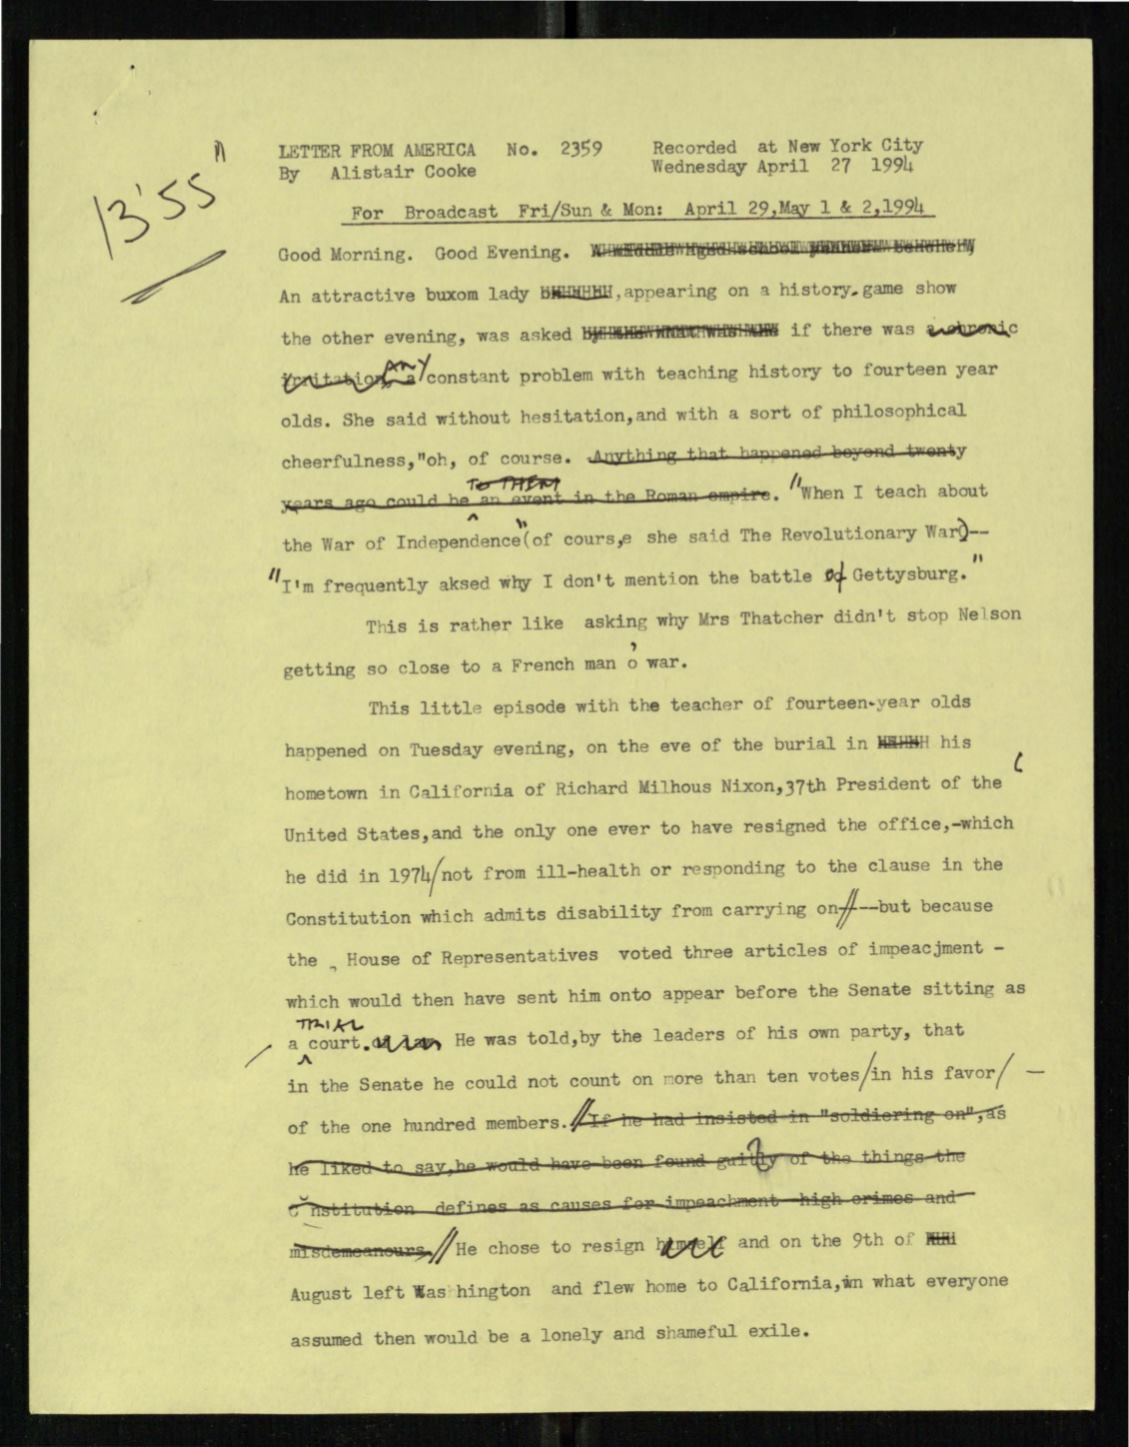 13'55"
LETTER FROM AMERICA No. 2359 Recorded at New York City
By Alistair Cooke Wednesday April 27 1994
For Broadcast Fri/Sun & Mon: April 29,May 1 & 2,1994
Good Morning. Good Evening.
An attractive buxom lady ,appearing on a history game show
the other evening, was asked if there was a chronic
irritation, a ANY constant problem with teaching history to fourteen year
olds. She said without hesitation,and with a sort of philosophical
cheerfulness,"oh, of course. Anything that happened beyond twenty
TO THEM
years ago could be an event in the Roman empire. "When I teach about
the War of Independence"(of cours,e she said The Revolutionary War)--
"I'm frequently aksed why I don't mention the battle of Gettysburg."
This is rather like asking why Mrs Thatcher didn't stop Nelson
getting so close to a French man o' war.
This little episode with the teacher of fourteen-year olds
happened on Tuesday evening, on the eve of the burial in his
hometown in California of Richard Milhous Nixon,37th President of the
United States,and the only one ever to have resigned the office,-which
he did in 1974/not from ill-health or responding to the clause in the
Constitution which admits disability from carrying on//--but because
the , House of Representatives voted three articles of impeacjment -
which would then have sent him onto appear before the Senate sitting as
TRIAL
a court. He was told,by the leaders of his own party, that
in the Senate he could not count on more than ten votes/in his favor/ —
of the one hundred members.//If he had insisted in "soldiering on",as
he liked to say,he would have been found guilty of the things the
Constitution defines as causes for impeachment high crimes and
misdemeanours.//He chose to resign himself and on the 9th of
August left Washington and flew home to California,in what everyone
assumed then would be a lonely and shameful exile.